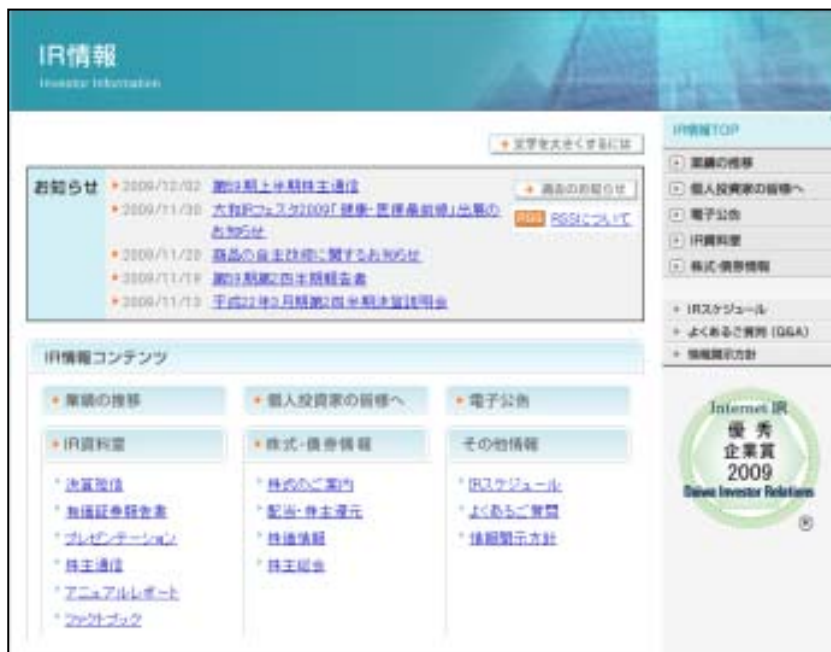 IR情報
Investor Information
文字を大きくするには
お知らせ
2009/12/02 第59期上半期株主通信
過去のお知らせ
2009/11/30 大和IRフェスタ2009「健康・医療最前線」出展の
お知らせ
RSS RSSについて
2009/11/20 商品の自主回収に関するお知らせ
第59期第2四半期報告書
2009/11/13 平成22年3月期第2四半期決算説明会
IR情報コンテンツ
業績の推移
個人投資家の皆様へ
電子公告
IR資料室
株式・債券情報
その他情報
決算短信
有価証券報告書
プレゼンテーション
株主通信
アニュアルレポート
ファクトブック
株式のご案内
配当・株主還元
株価情報
株主総会
IRスケジュール
よくあるご質問
情報開示方針
IR情報TOP
業績の推移
個人投資家の皆様へ
電子公告
IR資料室
株式・債券情報
IRスケジュール
よくあるご質問 (Q&A)
情報開示方針
Internet IR
優秀
企業賞
2009
Daiwa Investor Relations
®